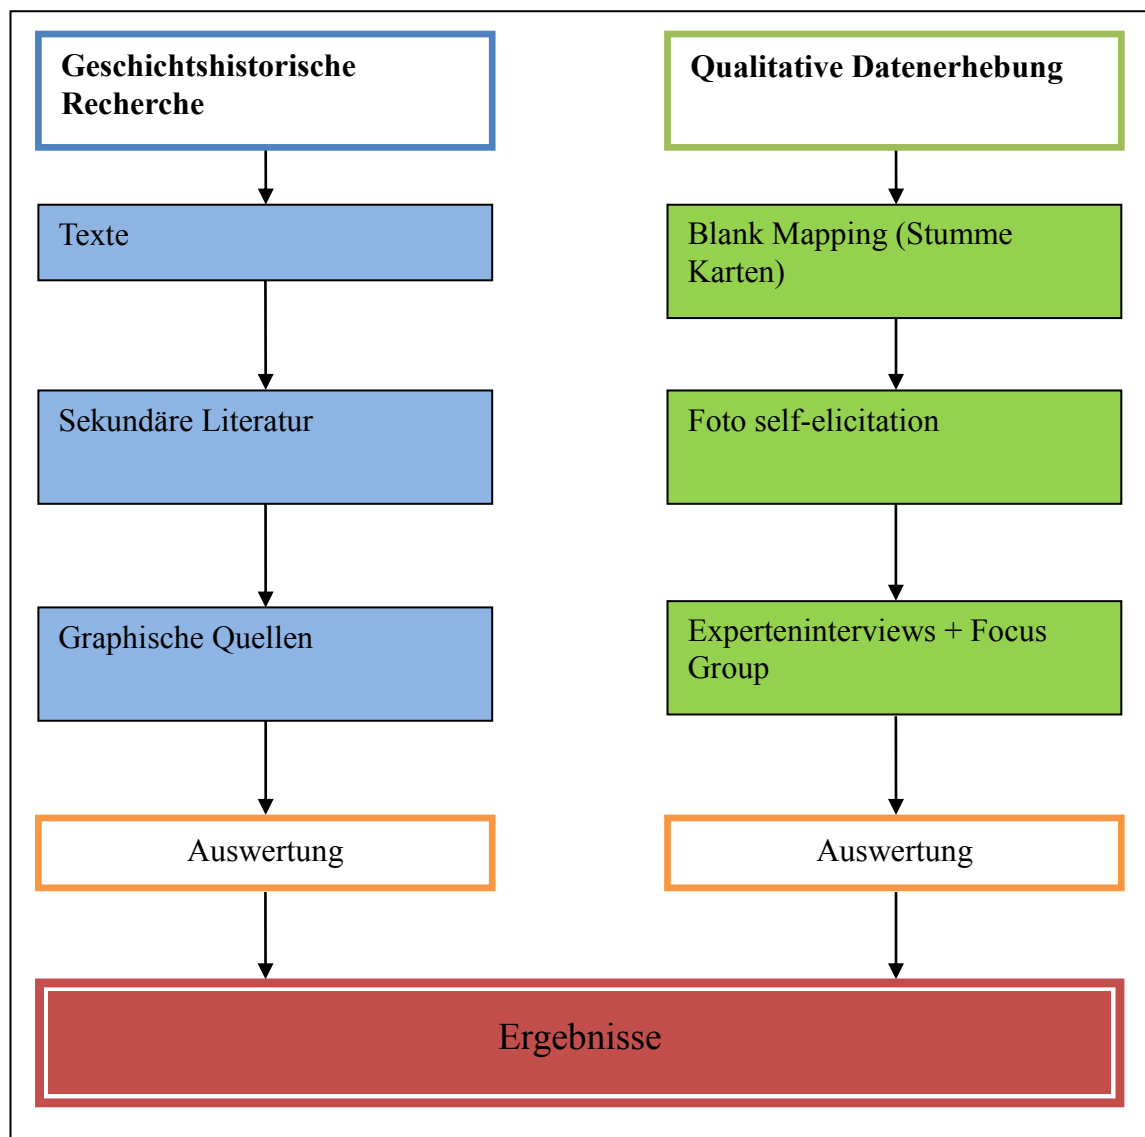 Geschichtshistorische
Recherche
Texte
Sekundäre Literatur
Graphische Quellen
Auswertung
Qualitative Datenerhebung
Blank Mapping (Stumme
Karten)
Foto self-elicitation
Experteninterviews + Focus
Group
Auswertung
Ergebnisse